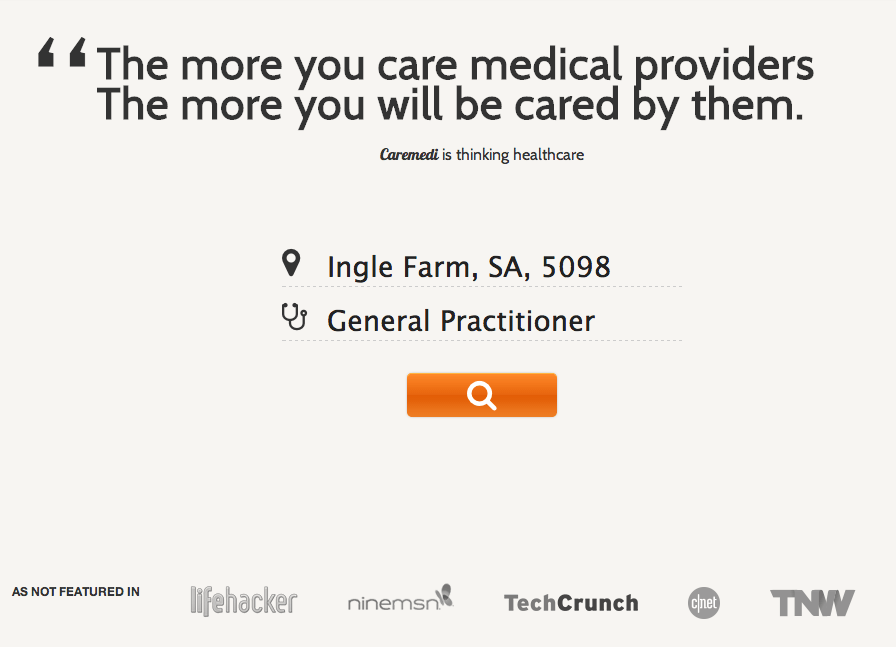 ‘‘ The more you care medical providers
The more you will be cared by them.
Caremedi is thinking healthcare
Ingle Farm, SA, 5098
General Practitioner
AS NOT FEATURED IN lifehacker ninemsn TechCrunch c|net TNW